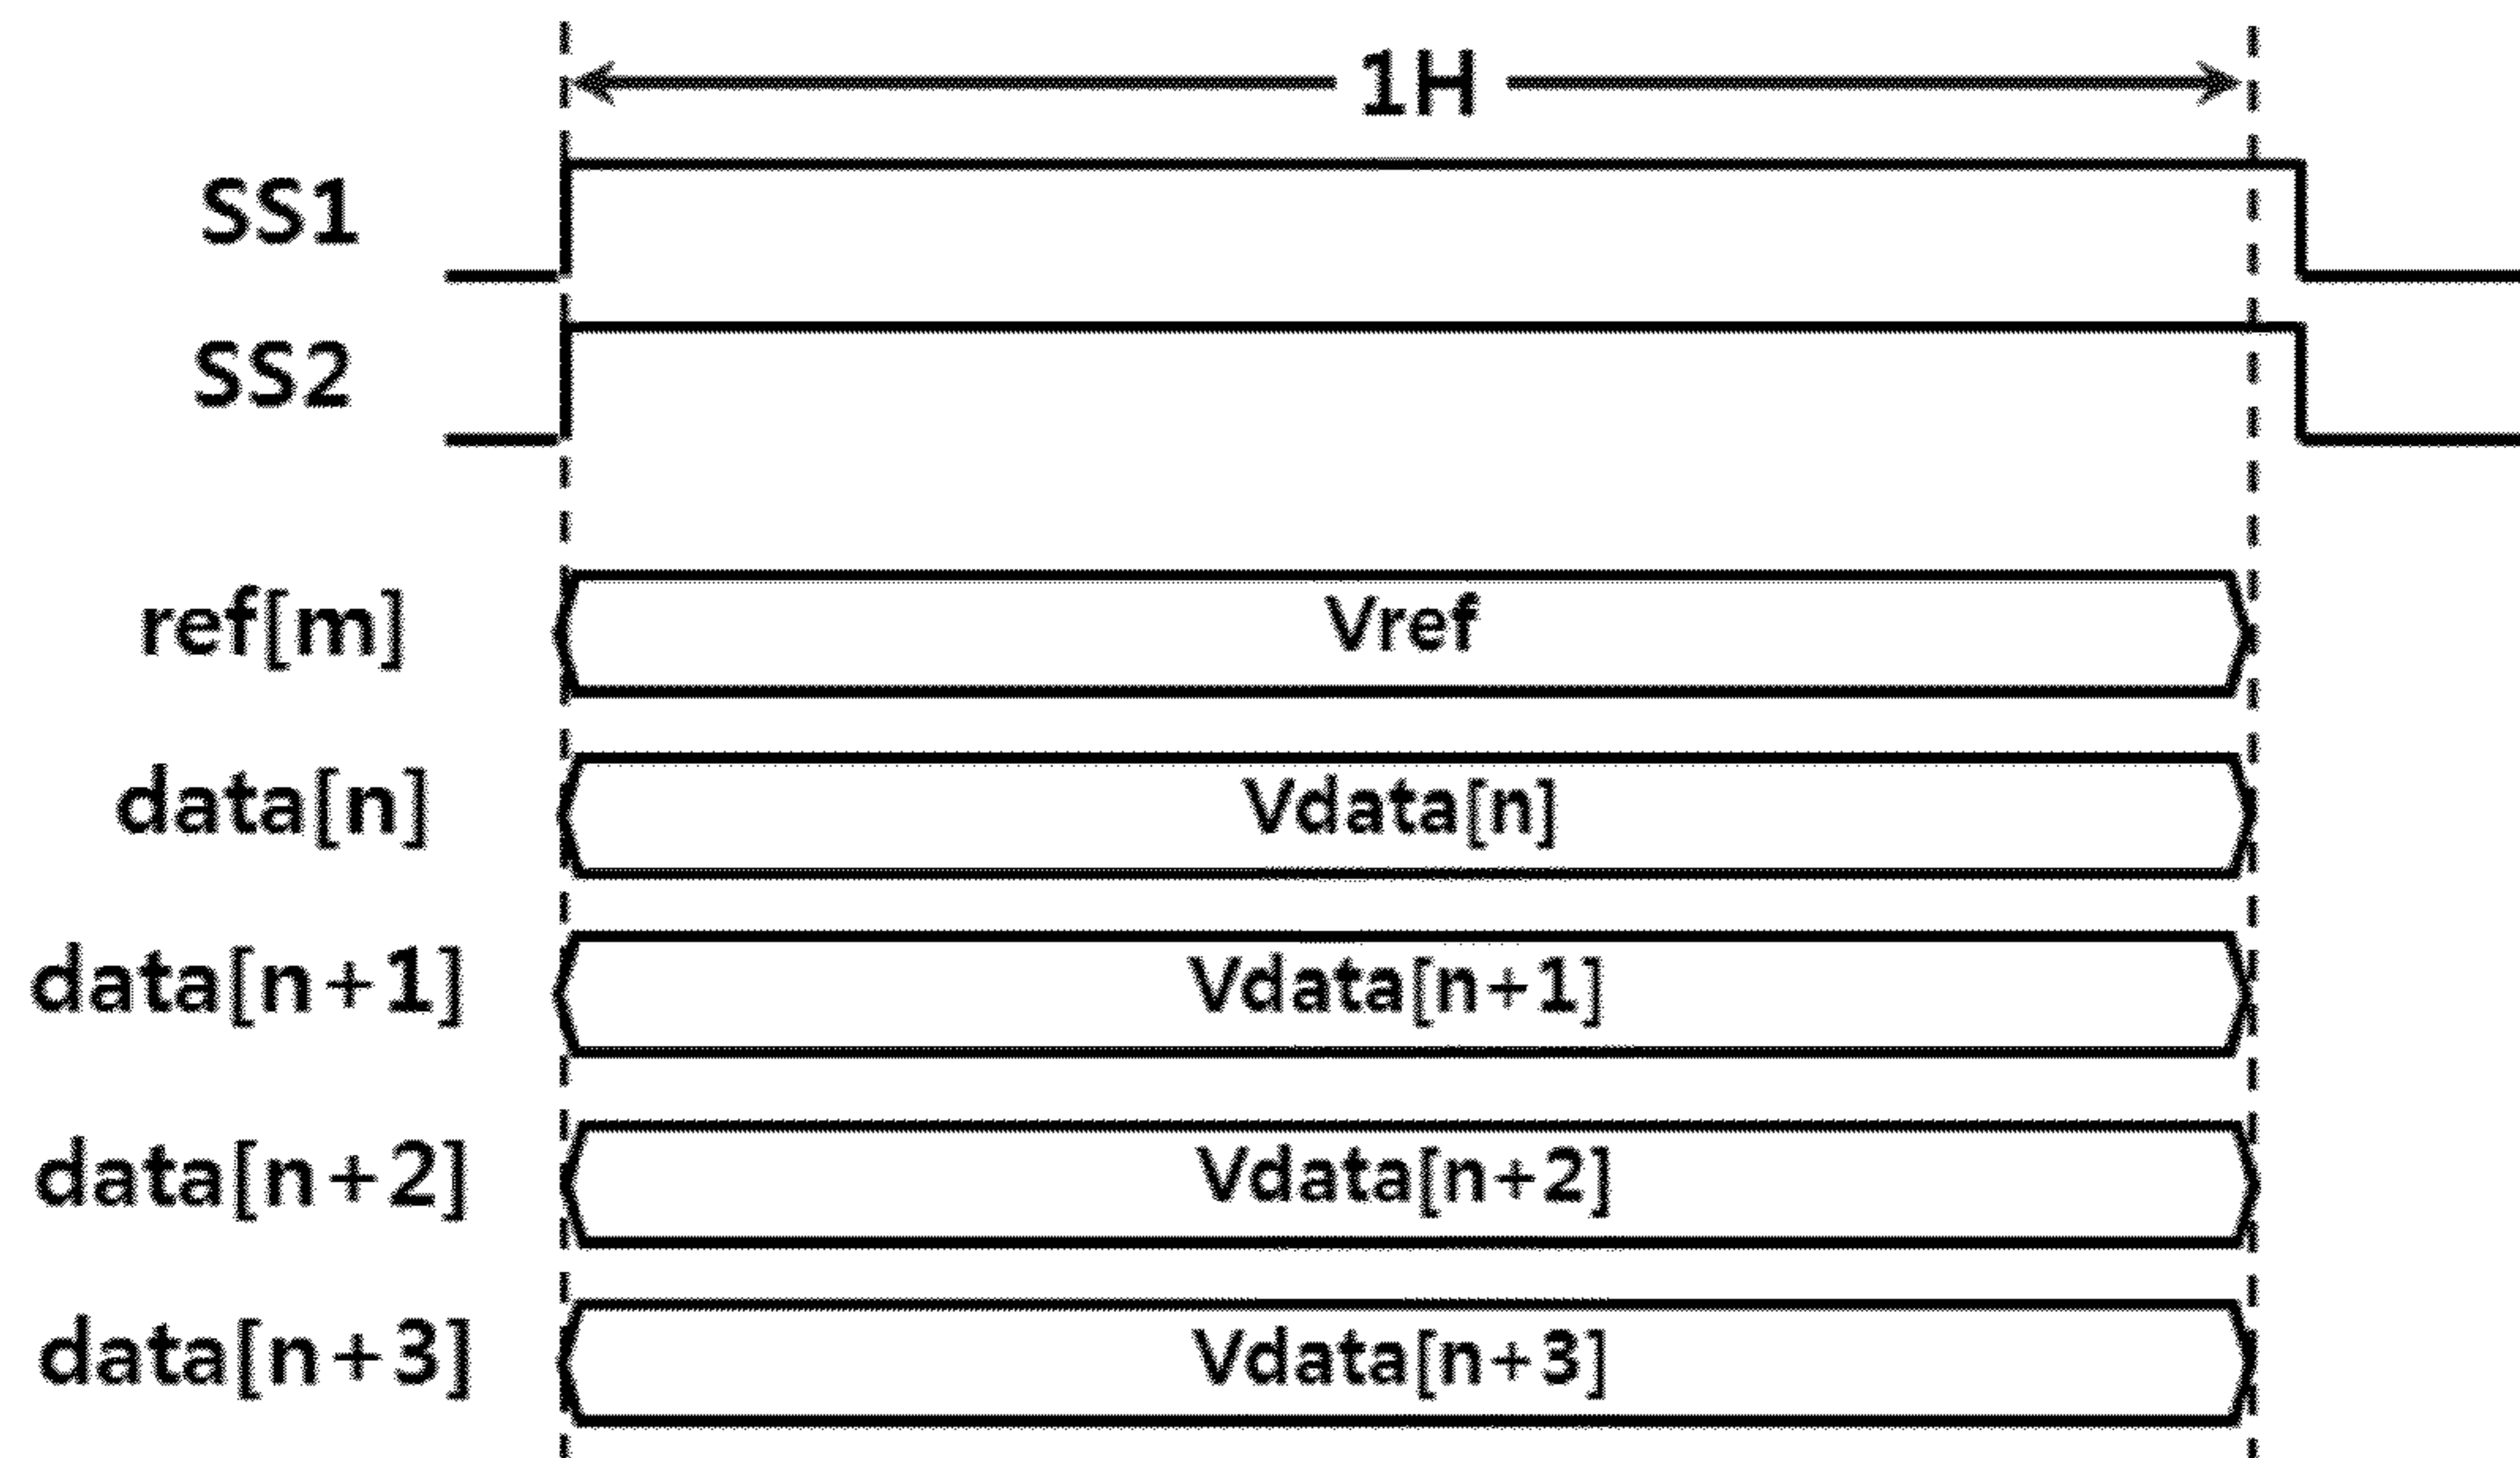 1H
SS1
SS2
ref[m] Vref
data[n] Vdata[n]
data[n+1] Vdata[n+1]
data[n+2] Vdata[n+2]
data[n+3] Vdata[n+3]